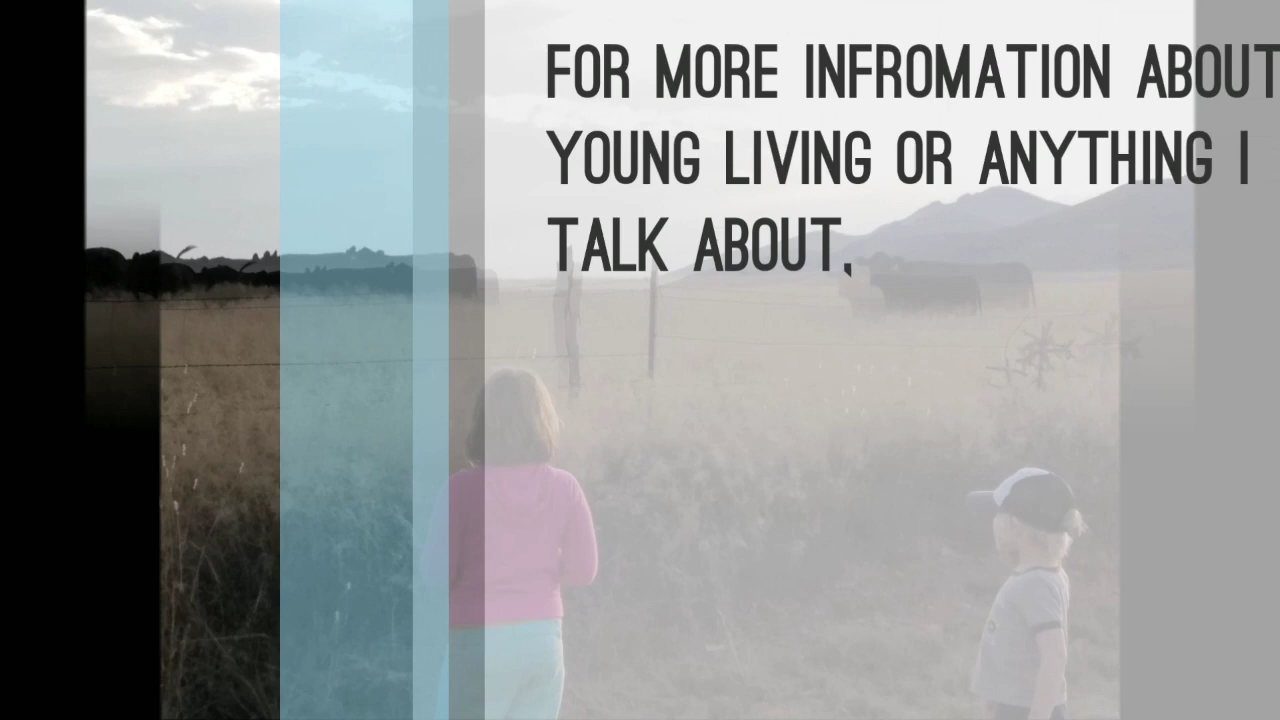 FOR MORE INFROMATION ABOUT
YOUNG LIVING OR ANYTHING I
TALK ABOUT,